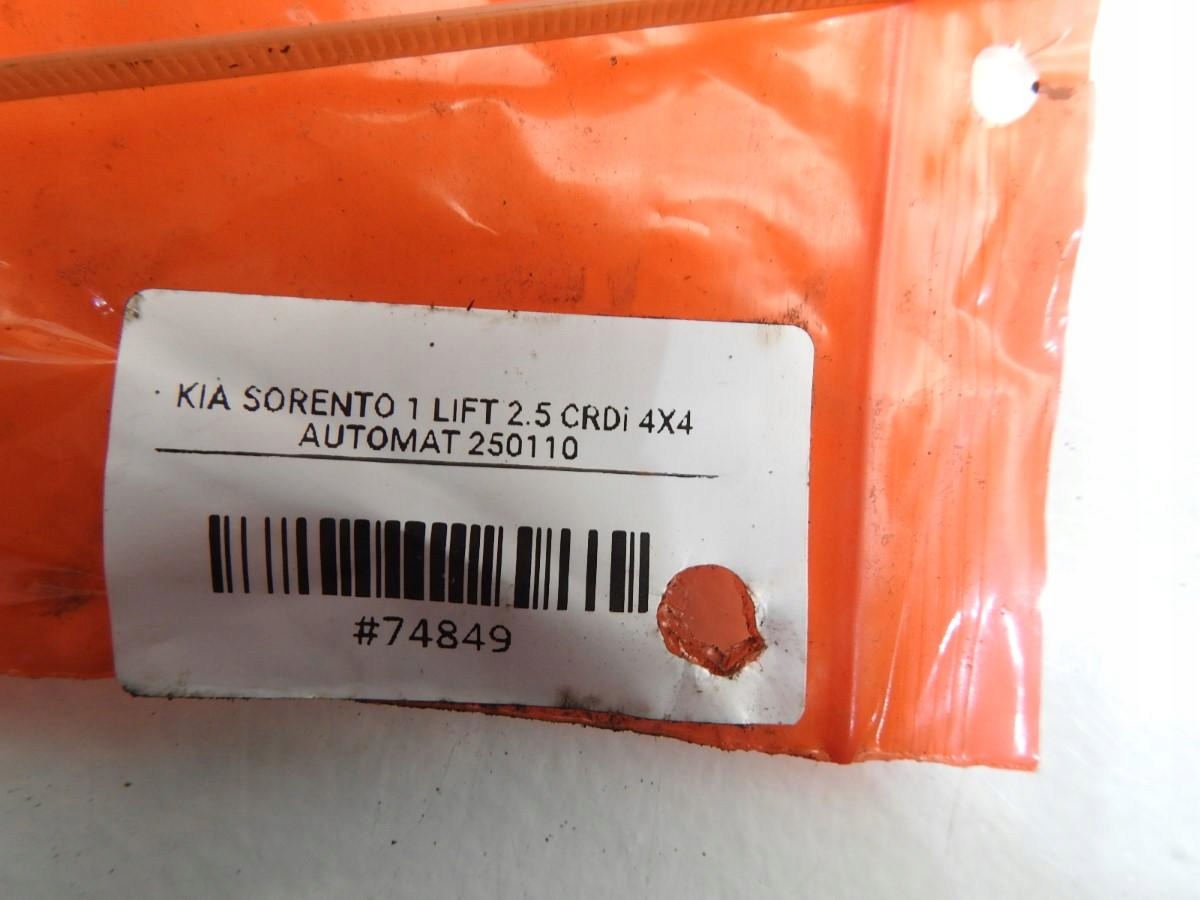 KIA SORENTO 1 LIFT 2.5 CRDi 4X4
AUTOMAT 250110
#74849